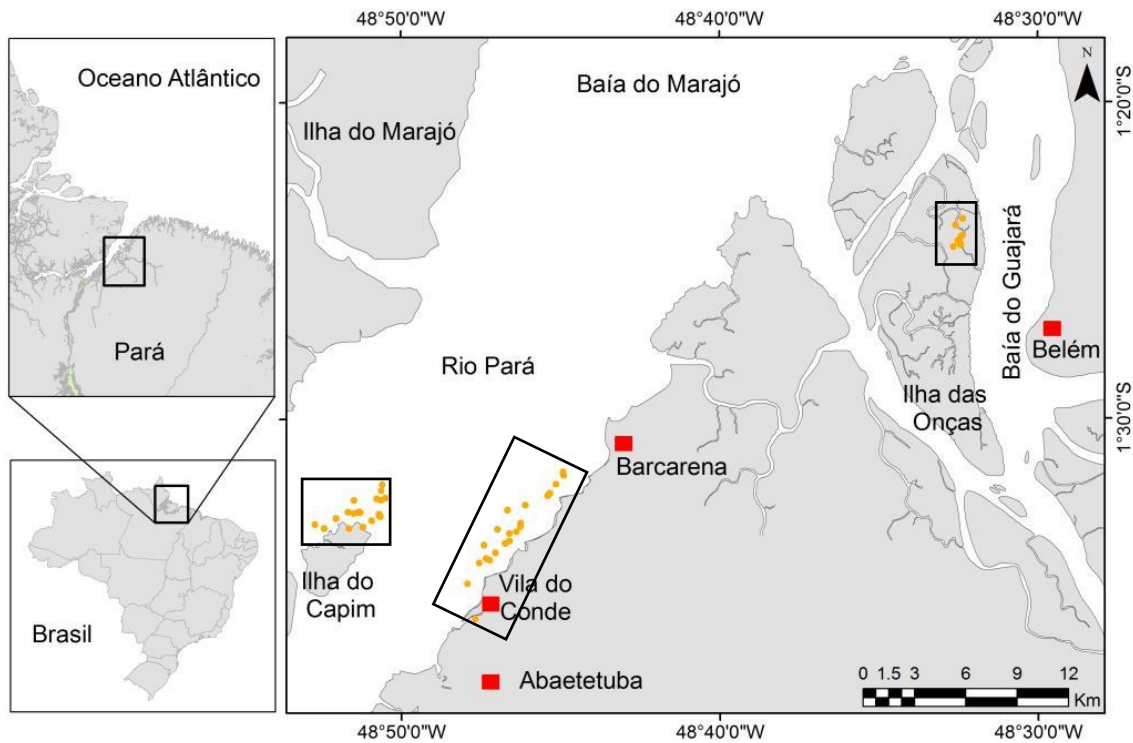 48°50'0"W
48°40'0"W
48°30'0"W
Oceano Atlântico
Pará
Brasil
Baía do Marajó
Ilha do Marajó
N
1°20'0"S
Baía do Guajará
Rio Pará
Belém
Ilha das
Onças
1°30'0"S
Barcarena
Ilha do
Capim
Vila do
Conde
Abaetetuba
0 1.5 3 6 9 12
Km
48°50'0"W
48°40'0"W
48°30'0"W